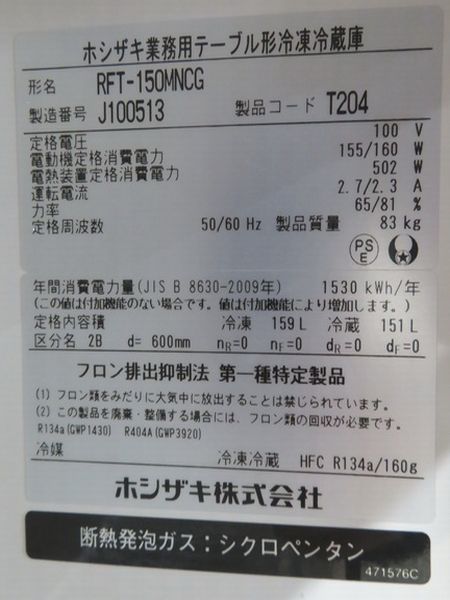 ホシザキ業務用テーブル形冷凍冷蔵庫
形名 RFT-150MNCG
製造番号 J100513 製品コード T204
定格電圧 100 V
電動機定格消費電力 155/160 W
電熱装置定格消費電力 502 W
運転電流 2.7/2.3 A
力率 65/81 %
定格周波数 50/60 Hz 製品質量 83 kg
PS
E
年間消費電力量(JIS B 8630-2009年) 1530 kWh/年
(この値は付加機能のない場合です。値は付加機能により増加します。)
定格内容積 冷凍 159L 冷蔵 151L
区分名 2B d= 600mm nR=0 nF=0 dR=0 dF=0
フロン排出抑制法 第一種特定製品
(1) フロン類をみだりに大気中に放出することは禁じられています。
(2) この製品を廃棄・整備する場合には、フロン類の回収が必要です。
R134a(GWP1430) R404A(GWP3920)
冷媒 冷凍冷蔵 HFC R134a/160g
ホシザキ株式会社
断熱発泡ガス：シクロペンタン
471576C